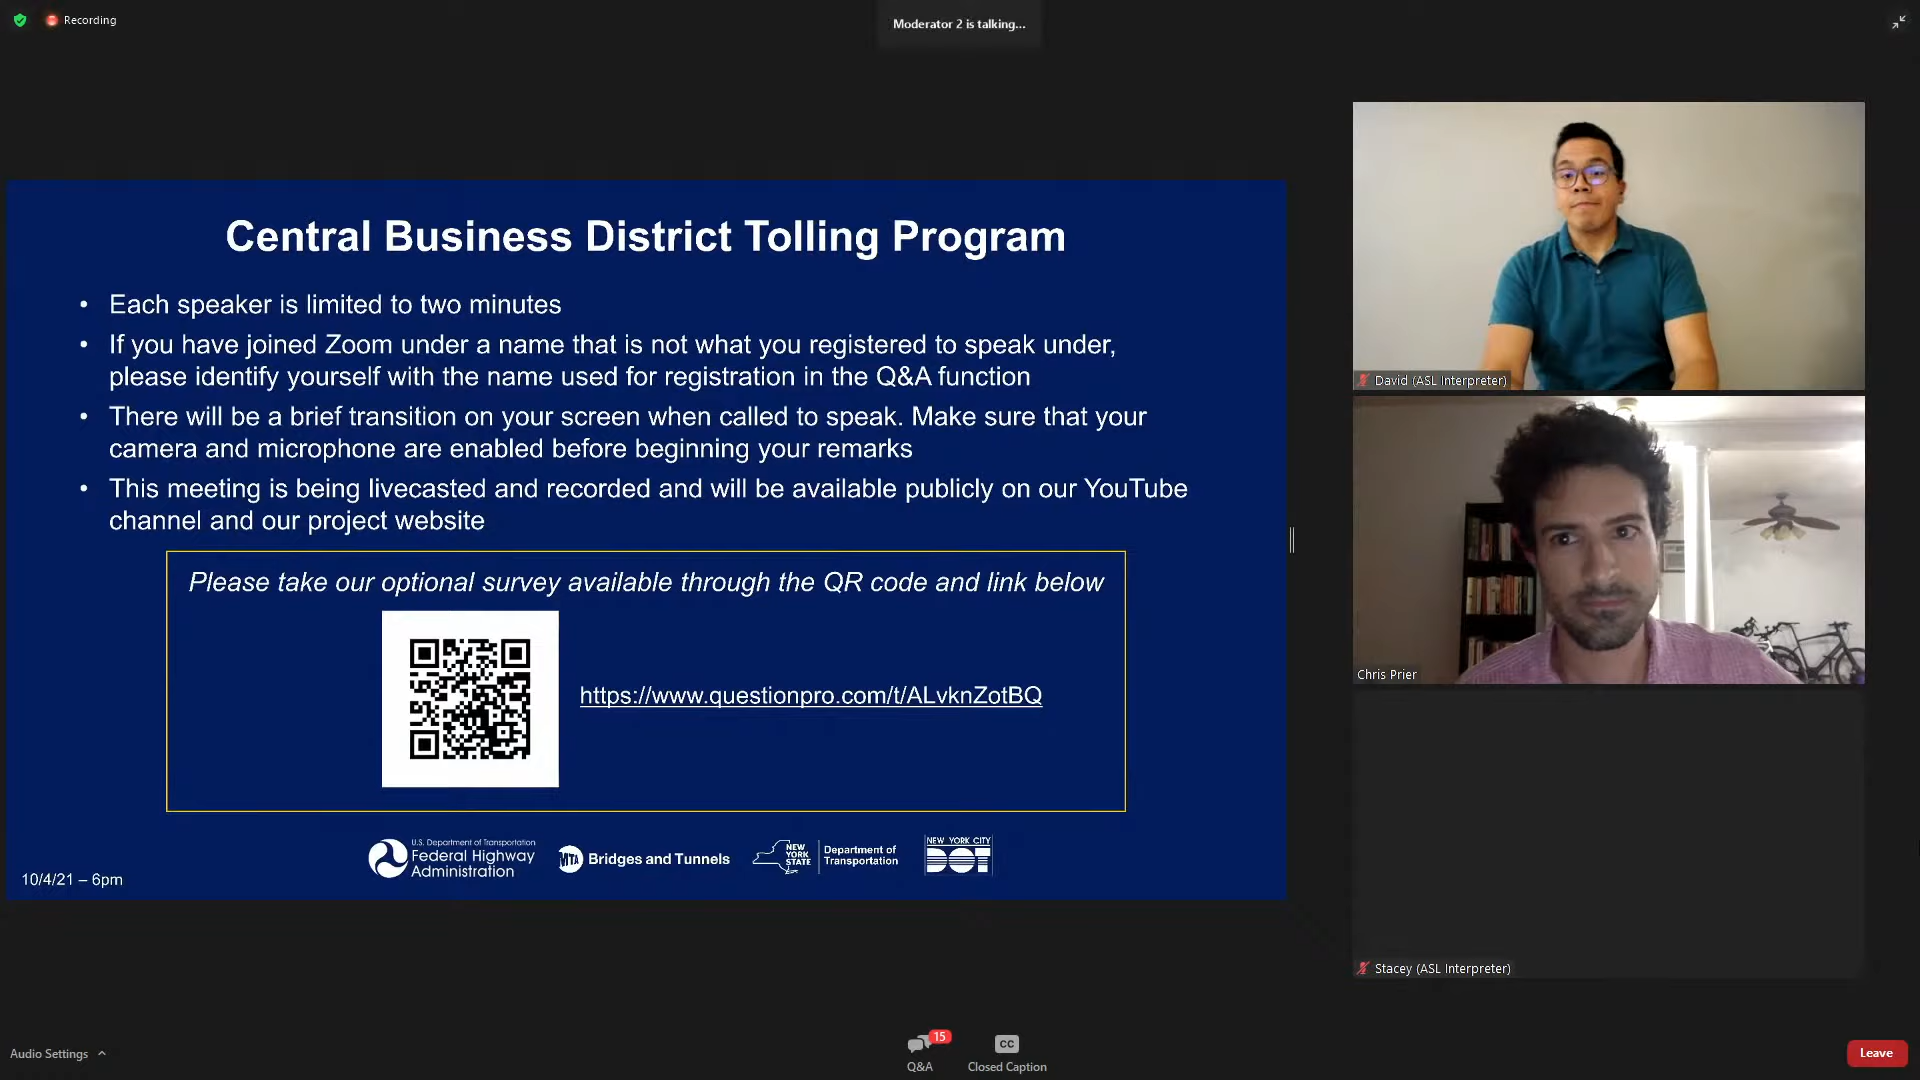 Recording
Moderator 2 is talking...
Central Business District Tolling Program
• Each speaker is limited to two minutes
• If you have joined Zoom under a name that is not what you registered to speak under,
please identify yourself with the name used for registration in the Q&A function
• There will be a brief transition on your screen when called to speak. Make sure that your
camera and microphone are enabled before beginning your remarks
• This meeting is being livecasted and recorded and will be available publicly on our YouTube
channel and our project website
Please take our optional survey available through the QR code and link below
https://www.questionpro.com/t/ALvknZotBQ
U.S. Department of Transportation
Federal Highway
Administration
MTA Bridges and Tunnels
NEW
YORK
STATE
Department of
Transportation
NEW YORK CITY
DOT
10/4/21 – 6pm
David (ASL Interpreter)
Chris Prier
Stacey (ASL Interpreter)
Audio Settings
15
Q&A
CC
Closed Caption
Leave